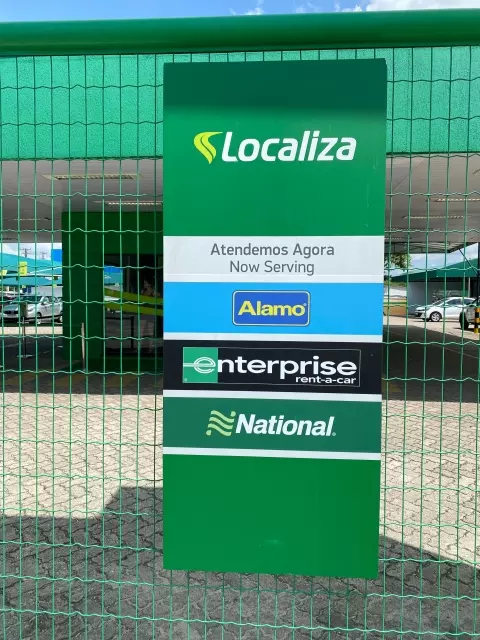 Localiza
Atendemos Agora
Now Serving
Alamo
enterprise
rent-a-car
National